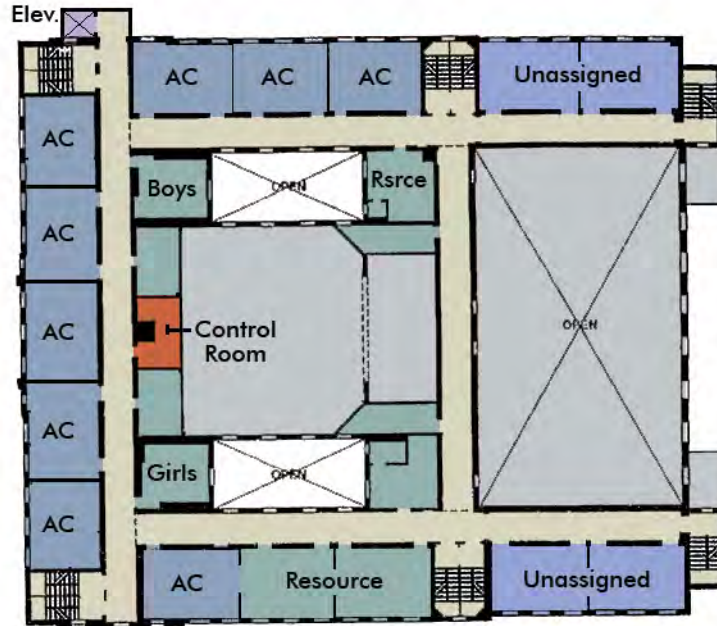 Elev.
AC
AC
AC
Unassigned
AC
Boys
OPEN
Rsrce
AC
AC
Control
Room
OPEN
AC
Girls
OPEN
AC
AC
Resource
Unassigned